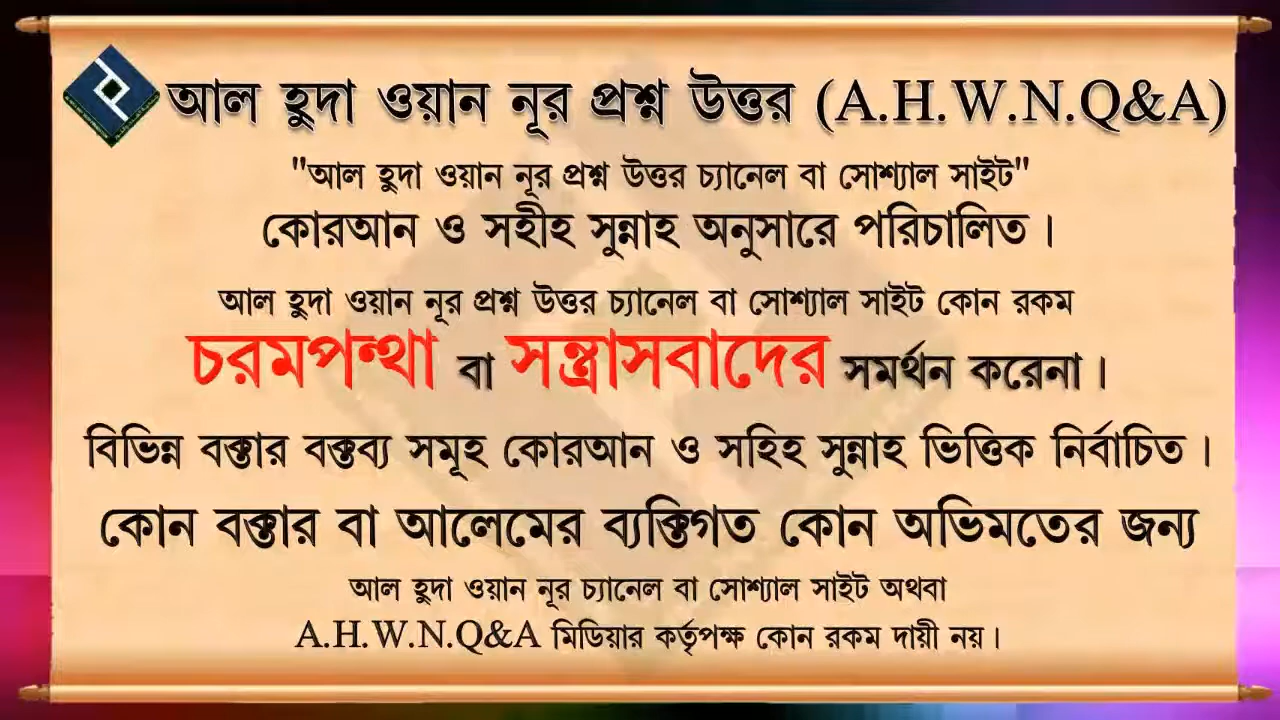 আল হুদা ওয়ান নূর প্রশ্ন উত্তর (A.H.W.N.Q&A)
"আল হুদা ওয়ান নূর প্রশ্ন উত্তর চ্যানেল বা সোশ্যাল সাইট"
কোরআন ও সহীহ সুন্নাহ অনুসারে পরিচালিত।
আল হুদা ওয়ান নূর প্রশ্ন উত্তর চ্যানেল বা সোশ্যাল সাইট কোন রকম
চরমপন্থা বা সন্ত্রাসবাদের সমর্থন করেনা।
বিভিন্ন বক্তার বক্তব্য সমূহ কোরআন ও সহিহ সুন্নাহ ভিত্তিক নির্বাচিত।
কোন বক্তার বা আলেমের ব্যক্তিগত কোন অভিমতের জন্য
আল হুদা ওয়ান নূর চ্যানেল বা সোশ্যাল সাইট অথবা
A.H.W.N.Q&A মিডিয়ার কর্তৃপক্ষ কোন রকম দায়ী নয়।